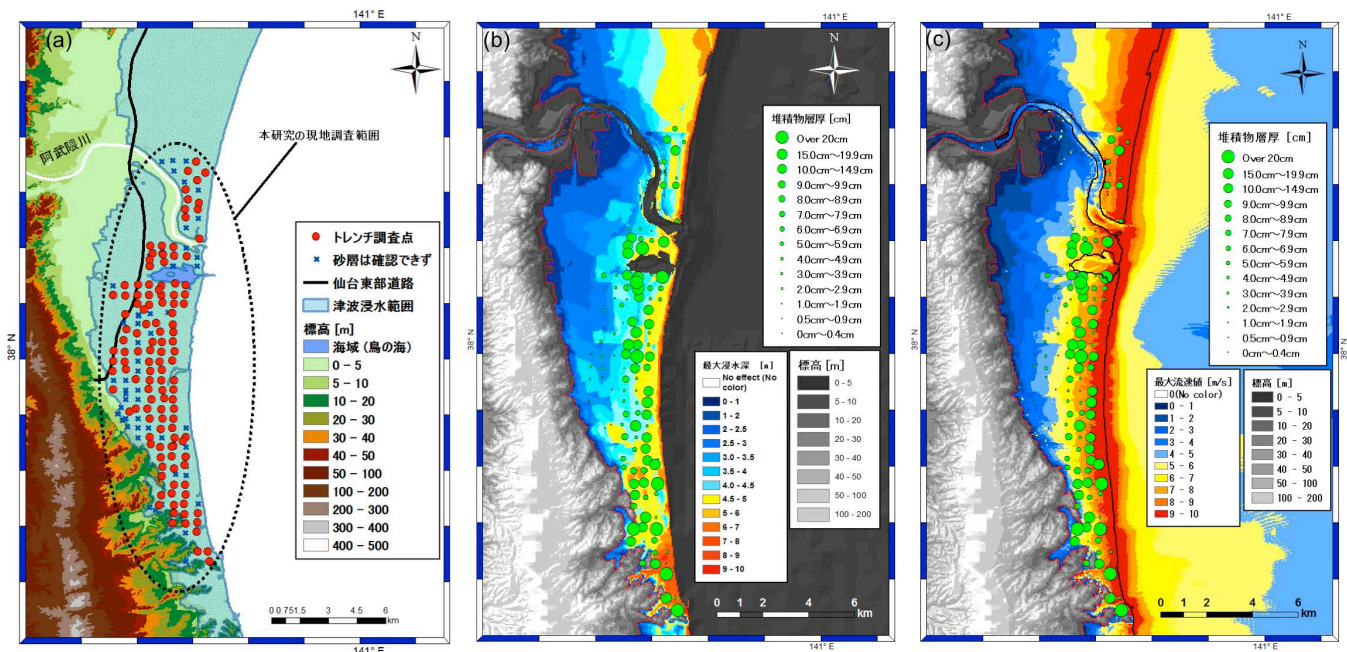 141° E
(a)
N
阿武隈川
本研究の現地調査範囲
トレンチ調査点
砂層は確認できず
仙台東部道路
津波浸水範囲
標高 [m]
海域(鳥の海)
0 – 5
5 – 10
10 – 20
20 – 30
30 – 40
40 – 50
50 – 100
100 – 200
200 – 300
300 – 400
400 – 500
38° N
0 0.75 1.5 3 4.5 6
km
141° E
141° E
(b)
N
堆積物層厚 [cm]
Over 20cm
15.0cm~19.9cm
10.0cm~14.9cm
9.0cm~9.9cm
8.0cm~8.9cm
7.0cm~7.9cm
6.0cm~6.9cm
5.0cm~5.9cm
4.0cm~4.9cm
3.0cm~3.9cm
2.0cm~2.9cm
1.0cm~1.9cm
0.5cm~0.9cm
0cm~0.4cm
38° N
最大浸水深 [m]
No effect (No
color)
0 - 1
1 - 2
2 - 2.5
2.5 - 3
3.0 - 3.5
3.5 - 4
4.0 - 4.5
4.5 - 5
5 - 6
6 - 7
7 - 8
8 - 9
9 - 10
標高 [m]
0 - 5
5 - 10
10 - 20
20 - 30
30 - 40
40 - 50
50 - 100
100 - 200
0 1 2 4 6
km
141° E
141° E
(c)
N
堆積物層厚 [cm]
Over 20cm
15.0cm~19.9cm
10.0cm~14.9cm
9.0cm~9.9cm
8.0cm~8.9cm
7.0cm~7.9cm
6.0cm~6.9cm
5.0cm~5.9cm
4.0cm~4.9cm
3.0cm~3.9cm
2.0cm~2.9cm
1.0cm~1.9cm
0.5cm~0.9cm
0cm~0.4cm
38° N
最大流速値 [m/s]
0(No color)
0 - 1
1 - 2
2 - 3
3 - 4
4 - 5
5 - 6
6 - 7
7 - 8
8 - 9
9 - 10
標高 [m]
0 - 5
5 - 10
10 - 20
20 - 30
30 - 40
40 - 50
50 - 100
100 - 200
0 1 2 4 6
km
141° E